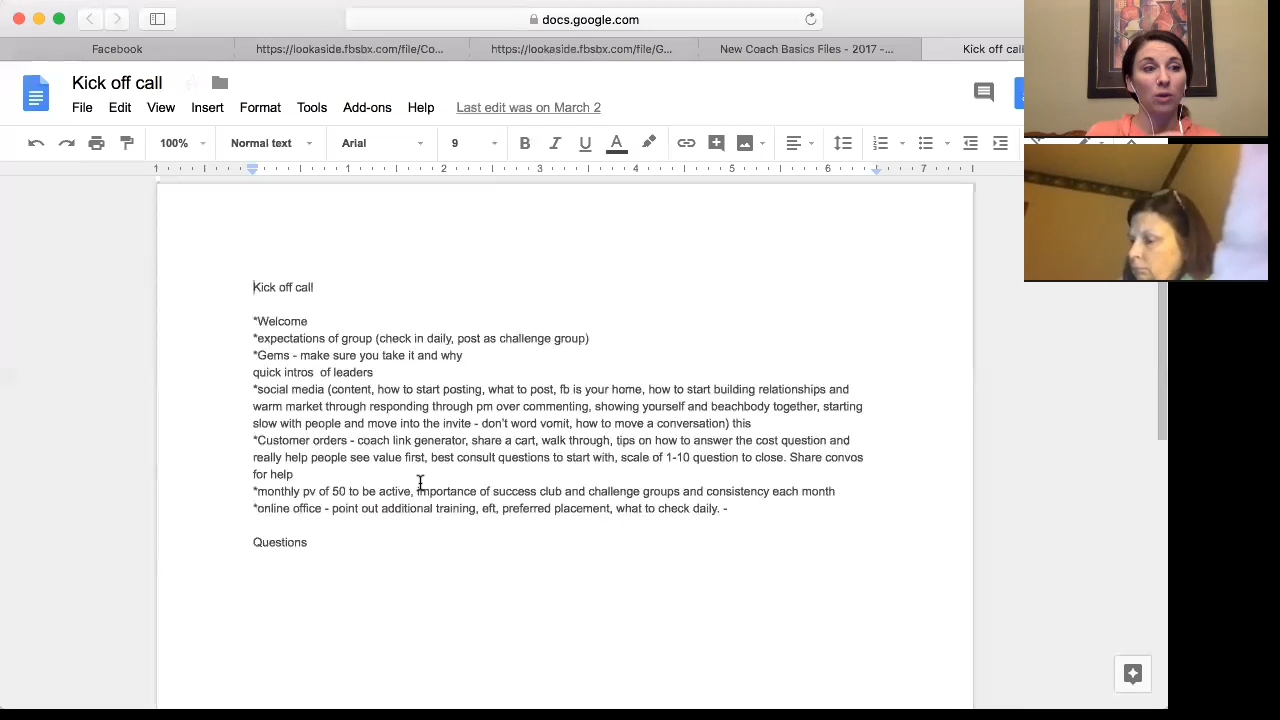 docs.google.com
Facebook
https://lookaside.fbsbx.com/file/Co...
https://lookaside.fbsbx.com/file/G...
New Coach Basics Files - 2017 -...
Kick off call
Kick off call
File Edit View Insert Format Tools Add-ons Help Last edit was on March 2
100% Normal text Arial 9 B I U A
1 1 2 3 4 5 6 7
Kick off call
*Welcome
*expectations of group (check in daily, post as challenge group)
*Gems - make sure you take it and why
quick intros of leaders
*social media (content, how to start posting, what to post, fb is your home, how to start building relationships and
warm market through responding through pm over commenting, showing yourself and beachbody together, starting
slow with people and move into the invite - don't word vomit, how to move a conversation) this
*Customer orders - coach link generator, share a cart, walk through, tips on how to answer the cost question and
really help people see value first, best consult questions to start with, scale of 1-10 question to close. Share convos
for help
*monthly pv of 50 to be active, importance of success club and challenge groups and consistency each month
*online office - point out additional training, eft, preferred placement, what to check daily. -
Questions